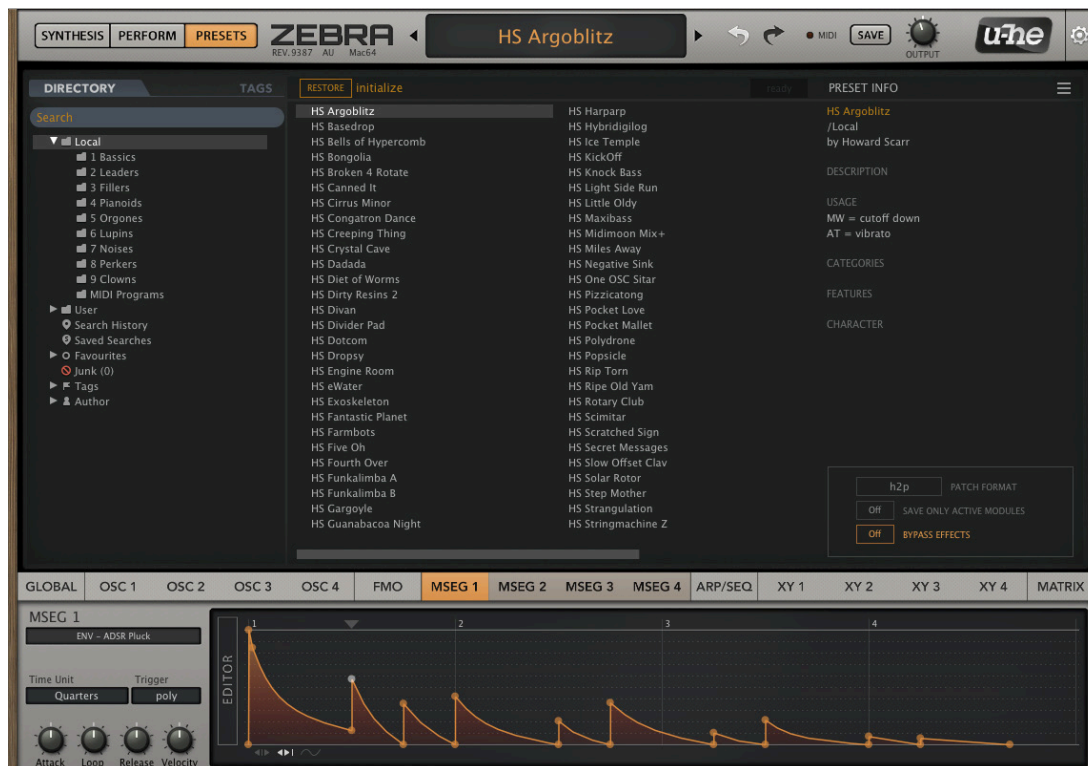 SYNTHESIS PERFORM PRESETS ZEBRA HS Argoblitz MIDI SAVE OUTPUT u-he
REV.9387 AU Mac64
DIRECTORY TAGS
Search
Local
1 Bassics
2 Leaders
3 Fillers
4 Pianoids
5 Orgones
6 Lupins
7 Noises
8 Perkers
9 Clowns
MIDI Programs
User
Search History
Saved Searches
Favourites
Junk (0)
Tags
Author
RESTORE initialize ready
HS Argoblitz
HS Basedrop
HS Bells of Hypercomb
HS Bongolia
HS Broken 4 Rotate
HS Canned It
HS Cirrus Minor
HS Congatron Dance
HS Creeping Thing
HS Crystal Cave
HS Dadada
HS Diet of Worms
HS Dirty Resins 2
HS Divan
HS Divider Pad
HS Dotcom
HS Dropsy
HS Engine Room
HS eWater
HS Exoskeleton
HS Fantastic Planet
HS Farmbots
HS Five Oh
HS Fourth Over
HS Funkalimba A
HS Funkalimba B
HS Gargoyle
HS Guanabacoa Night
HS Harparp
HS Hybridigilog
HS Ice Temple
HS KickOff
HS Knock Bass
HS Light Side Run
HS Little Oldy
HS Maxibass
HS Midimoon Mix+
HS Miles Away
HS Negative Sink
HS One OSC Sitar
HS Pizzicatong
HS Pocket Love
HS Pocket Mallet
HS Polydrone
HS Popsicle
HS Rip Torn
HS Ripe Old Yam
HS Rotary Club
HS Scimitar
HS Scratched Sign
HS Secret Messages
HS Slow Offset Clav
HS Solar Rotor
HS Step Mother
HS Strangulation
HS Stringmachine Z
PRESET INFO
HS Argoblitz
/Local
by Howard Scarr
DESCRIPTION
USAGE
MW = cutoff down
AT = vibrato
CATEGORIES
FEATURES
CHARACTER
h2p PATCH FORMAT
Off SAVE ONLY ACTIVE MODULES
Off BYPASS EFFECTS
GLOBAL OSC 1 OSC 2 OSC 3 OSC 4 FMO MSEG 1 MSEG 2 MSEG 3 MSEG 4 ARP/SEQ XY 1 XY 2 XY 3 XY 4 MATRIX
MSEG 1
ENV - ADSR Pluck
Time Unit Trigger
Quarters poly
Attack Loop Release Velocity
EDITOR
1 2 3 4